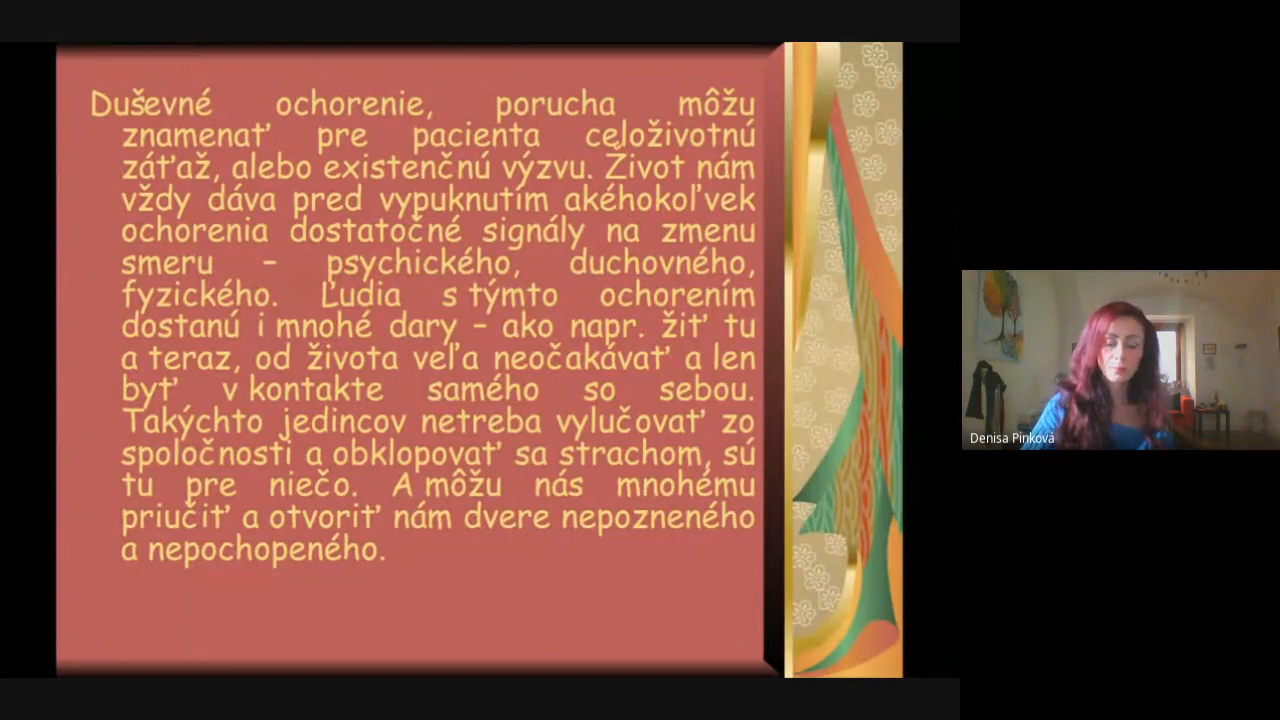 Duševné ochorenie, porucha môžu
znamenať pre pacienta celoživotnú
záťaž, alebo existenčnú výzvu. Život nám
vždy dáva pred vypuknutím akéhokoľvek
ochorenia dostatočné signály na zmenu
smeru – psychického, duchovného,
fyzického. Ľudia s týmto ochorením
dostanú i mnohé dary – ako napr. žiť tu
a teraz, od života veľa neočakávať a len
byť v kontakte samého so sebou.
Takýchto jedincov netreba vylučovať zo
spoločnosti a obklopovať sa strachom, sú
tu pre niečo. A môžu nás mnohému
priučiť a otvoriť nám dvere nepozneného
a nepochopeného.
Denisa Pinková